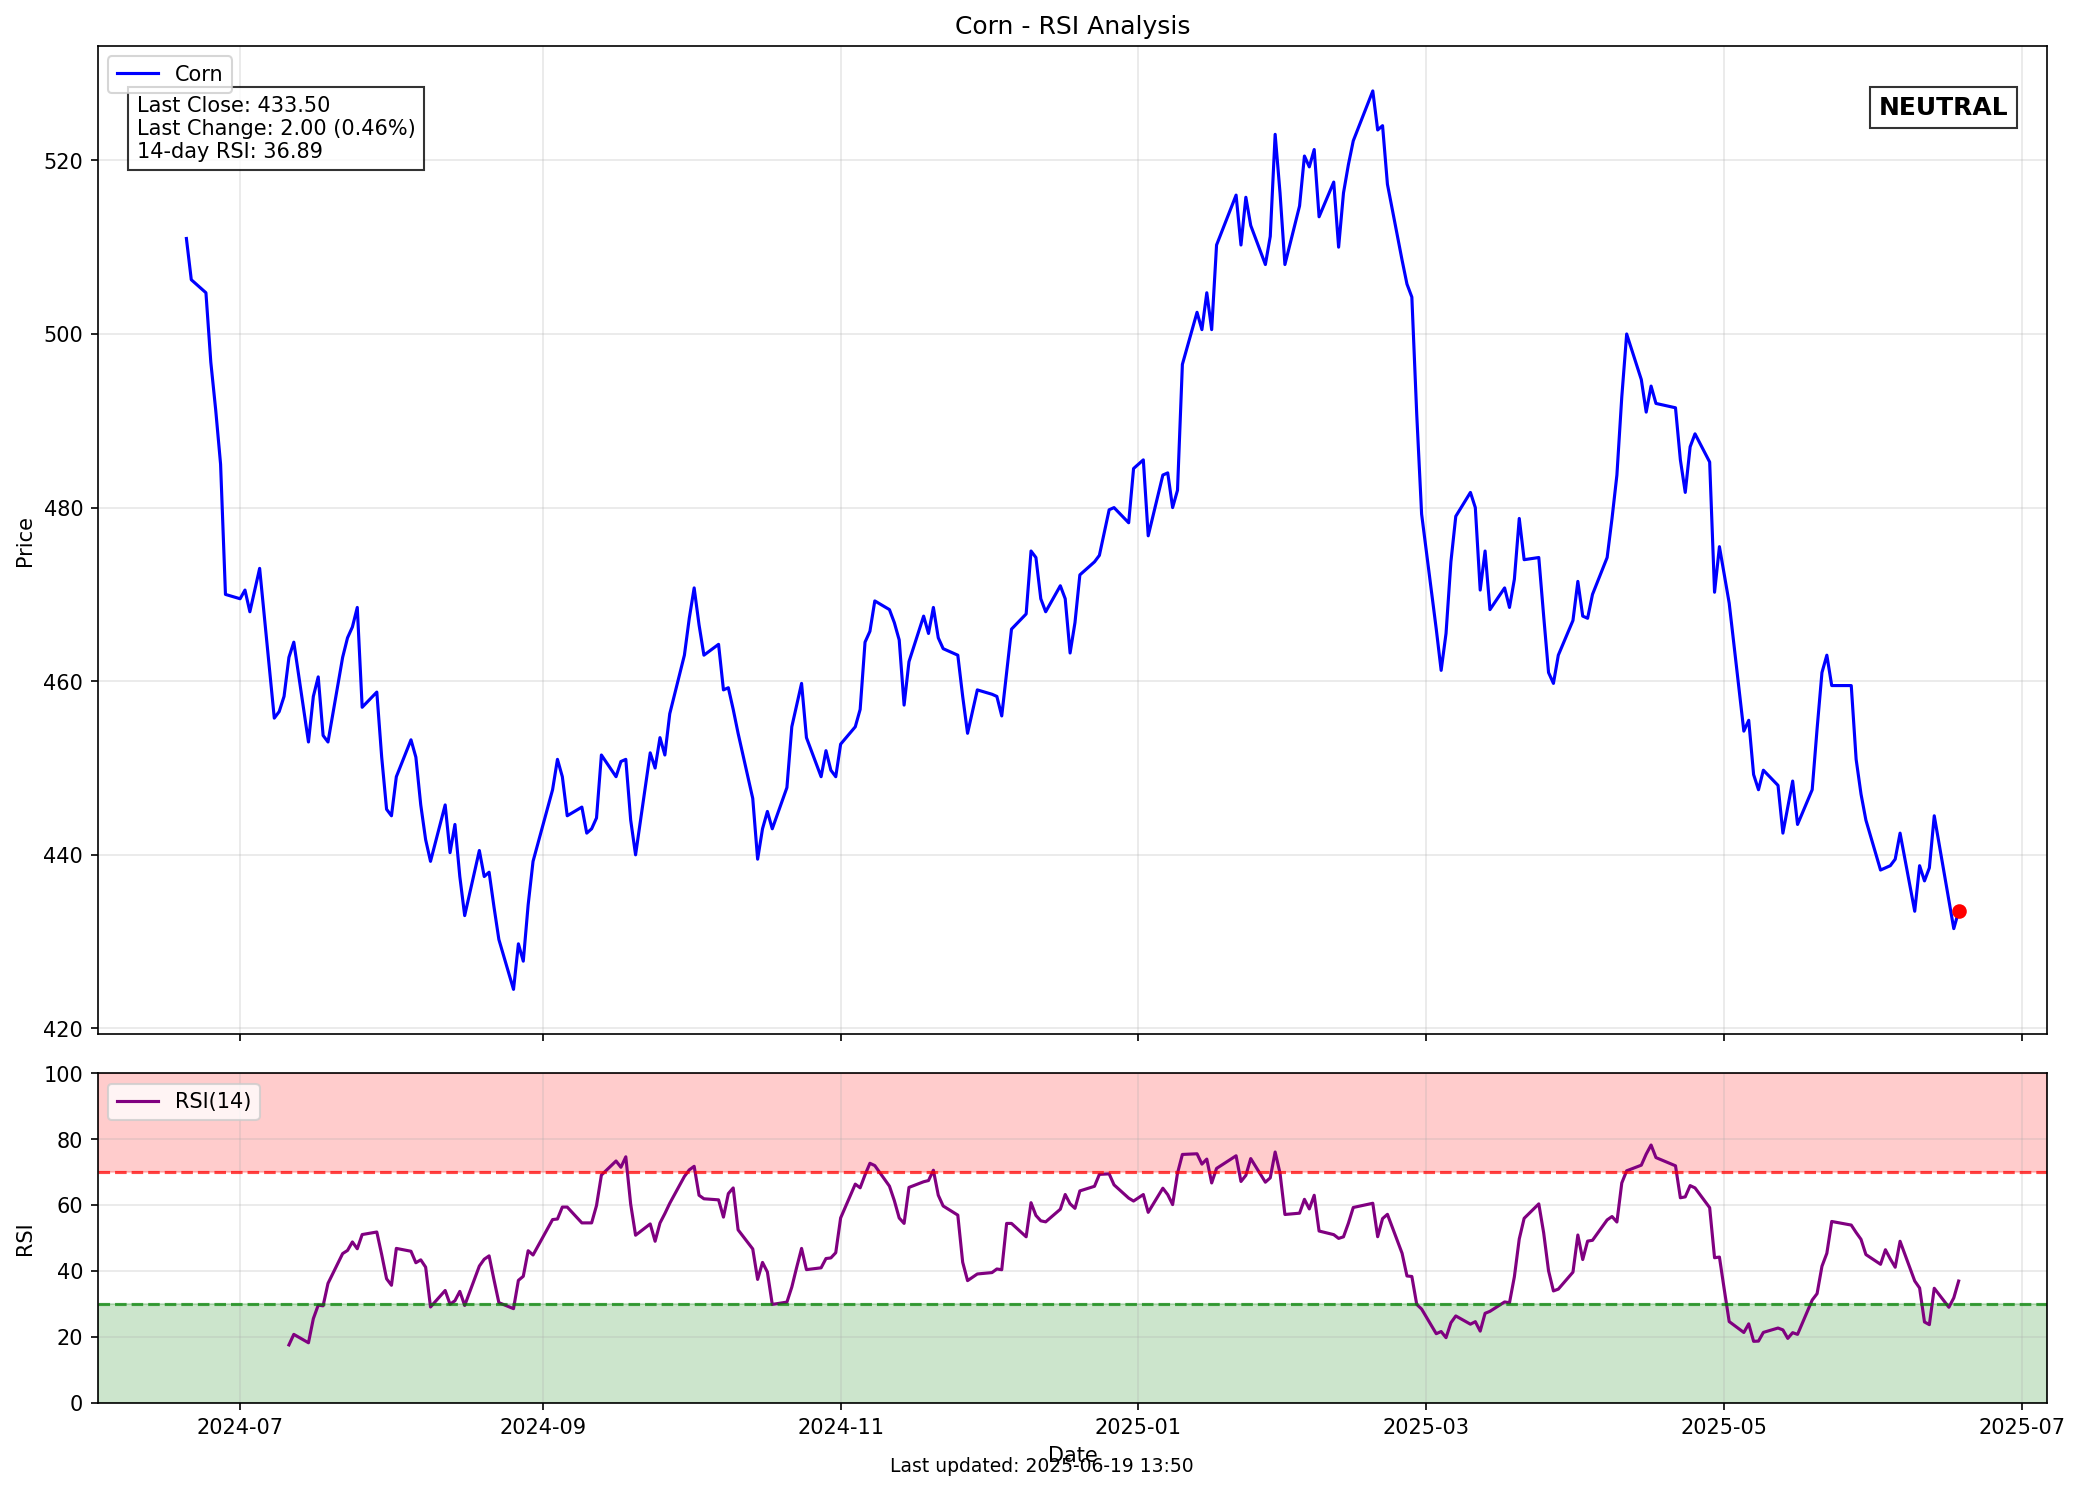 Corn - RSI Analysis
Corn
Last Close: 433.50
Last Change: 2.00 (0.46%)
14-day RSI: 36.89
NEUTRAL
Price
520
500
480
460
440
420
RSI(14)
RSI
100
80
60
40
20
0
2024-07
2024-09
2024-11
2025-01
2025-03
2025-05
2025-07
Date
Last updated: 2025-06-19 13:50